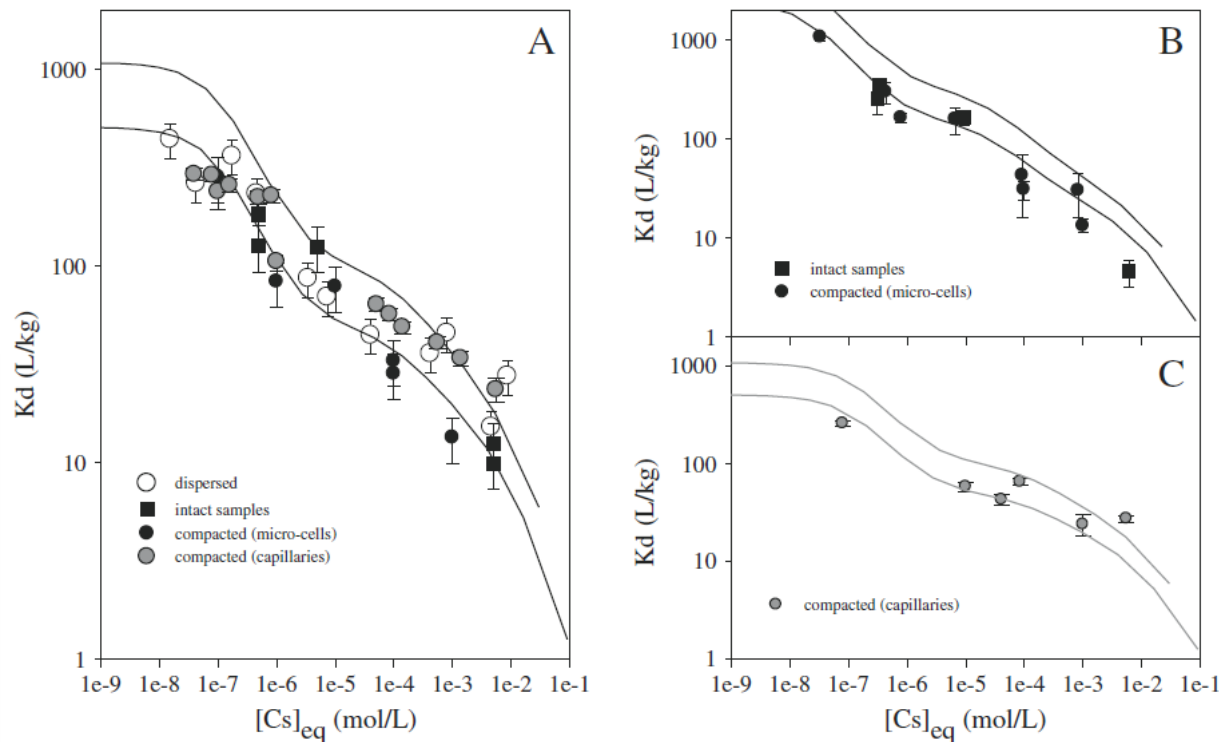 A
1000
100
10
1
Kd (L/kg)
dispersed
intact samples
compacted (micro-cells)
compacted (capillaries)
1e-9 1e-8 1e-7 1e-6 1e-5 1e-4 1e-3 1e-2 1e-1
[Cs]eq (mol/L)
B
1000
100
10
1
Kd (L/kg)
intact samples
compacted (micro-cells)
C
1000
100
10
1
Kd (L/kg)
compacted (capillaries)
1e-9 1e-8 1e-7 1e-6 1e-5 1e-4 1e-3 1e-2 1e-1
[Cs]eq (mol/L)